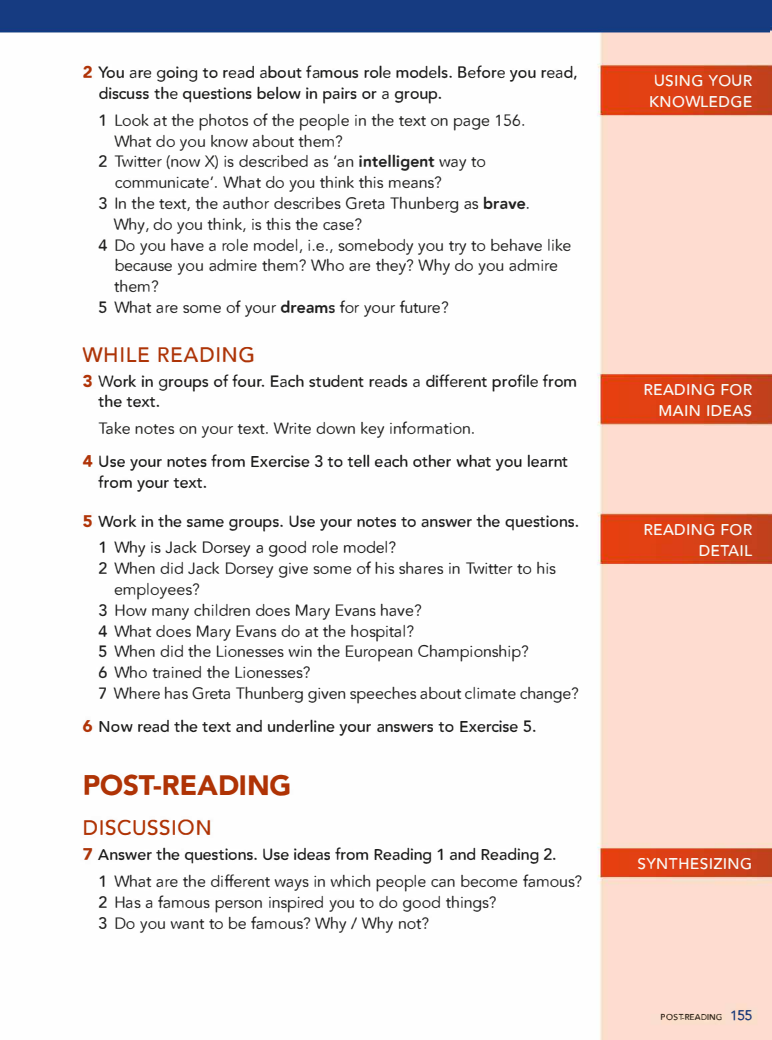 2 You are going to read about famous role models. Before you read,
discuss the questions below in pairs or a group.
1 Look at the photos of the people in the text on page 156.
What do you know about them?
2 Twitter (now X) is described as ‘an intelligent way to
communicate‘. What do you think this means?
3 In the text, the author describes Greta Thunberg as brave.
Why, do you think, is this the case?
4 Do you have a role model, i.e., somebody you try to behave like
because you admire them? Who are they? Why do you admire
them?
5 What are some of your dreams for your future?
USING YOUR
KNOWLEDGE
WHILE READING
3 Work in groups of four. Each student reads a different profile from
the text.
Take notes on your text. Write down key information.
READING FOR
MAIN IDEAS
4 Use your notes from Exercise 3 to tell each other what you learnt
from your text.
5 Work in the same groups. Use your notes to answer the questions.
1 Why is Jack Dorsey a good role model?
2 When did Jack Dorsey give some of his shares in Twitter to his
employees?
3 How many children does Mary Evans have?
4 What does Mary Evans do at the hospital?
5 When did the Lionesses win the European Championship?
6 Who trained the Lionesses?
7 Where has Greta Thunberg given speeches about climate change?
READING FOR
DETAIL
6 Now read the text and underline your answers to Exercise 5.
POST-READING
DISCUSSION
7 Answer the questions. Use ideas from Reading 1 and Reading 2.
1 What are the different ways in which people can become famous?
2 Has a famous person inspired you to do good things?
3 Do you want to be famous? Why / Why not?
SYNTHESIZING
POST-READING 155